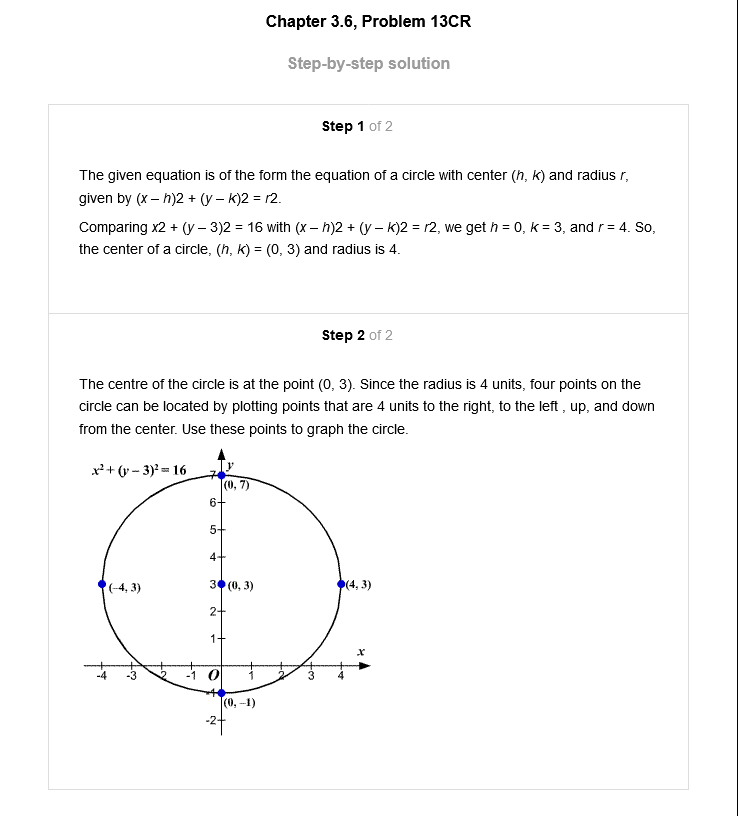 Chapter 3.6, Problem 13CR
Step-by-step solution
Step 1 of 2
The given equation is of the form the equation of a circle with center (h, k) and radius r,
given by (x – h)2 + (y – k)2 = r2.
Comparing x2 + (y – 3)2 = 16 with (x – h)2 + (y – k)2 = r2, we get h = 0, k = 3, and r = 4. So,
the center of a circle, (h, k) = (0, 3) and radius is 4.
Step 2 of 2
The centre of the circle is at the point (0, 3). Since the radius is 4 units, four points on the
circle can be located by plotting points that are 4 units to the right, to the left , up, and down
from the center. Use these points to graph the circle.
x² + (y – 3)² = 16
y
7
(0, 7)
6
5
4
(–4, 3)
3
(0, 3)
(4, 3)
2
1
x
-4 -3 -2 -1 O 1 2 3 4
-1
(0, –1)
-2